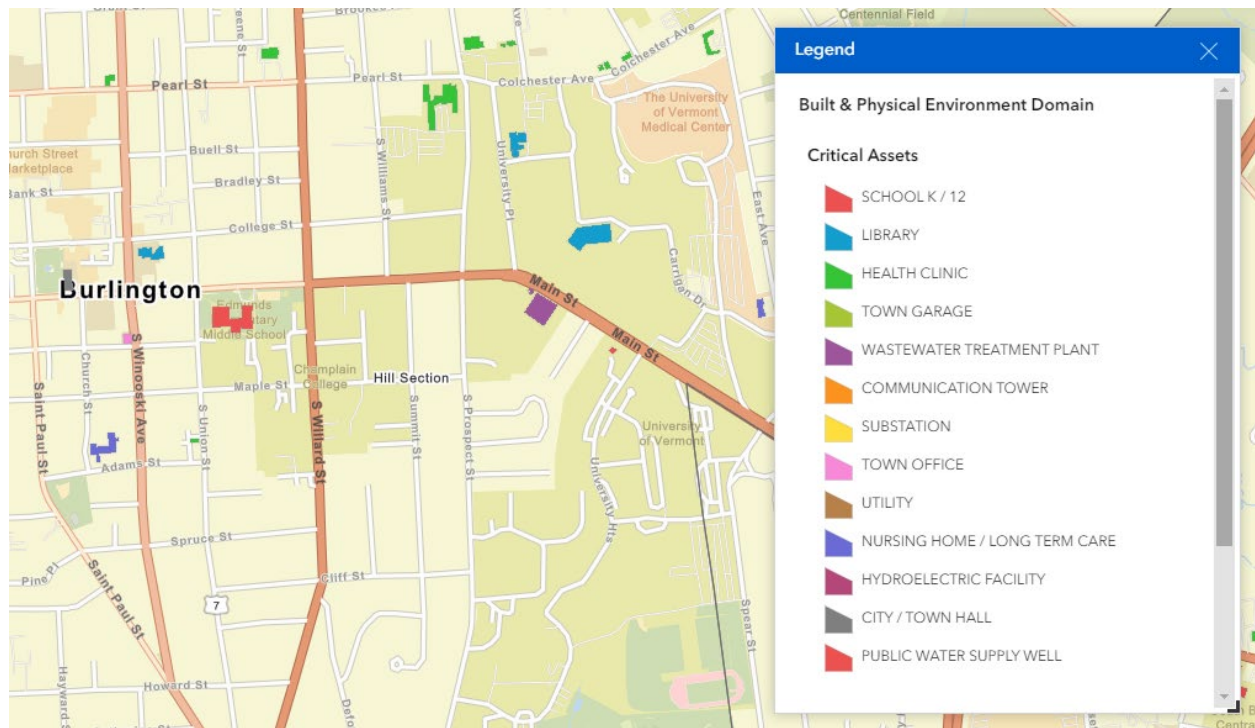 Centennial Field
Pearl St
Pearl St
Colchester Ave
Colchester Ave
The University
of Vermont
Medical Center
Buell St
S Williams St
University Pl
Bradley St
Marketplace
Bank St
College St
East Ave
Carrigan Dr
Burlington
Main St
Main St
Edmunds
Middle School
S Winooski Ave
Church St
Maple St
Champlain
College
Hill Section
Saint Paul St
S Union St
S Willard St
Summit St
S Prospect St
University
of Vermont
Adams St
University Hts
Spruce St
Pine Pl
Cliff St
Saint Paul St
7
Spear St
Hayward
Howard St
Legend
Built & Physical Environment Domain
Critical Assets
SCHOOL K / 12
LIBRARY
HEALTH CLINIC
TOWN GARAGE
WASTEWATER TREATMENT PLANT
COMMUNICATION TOWER
SUBSTATION
TOWN OFFICE
UTILITY
NURSING HOME / LONG TERM CARE
HYDROELECTRIC FACILITY
CITY / TOWN HALL
PUBLIC WATER SUPPLY WELL